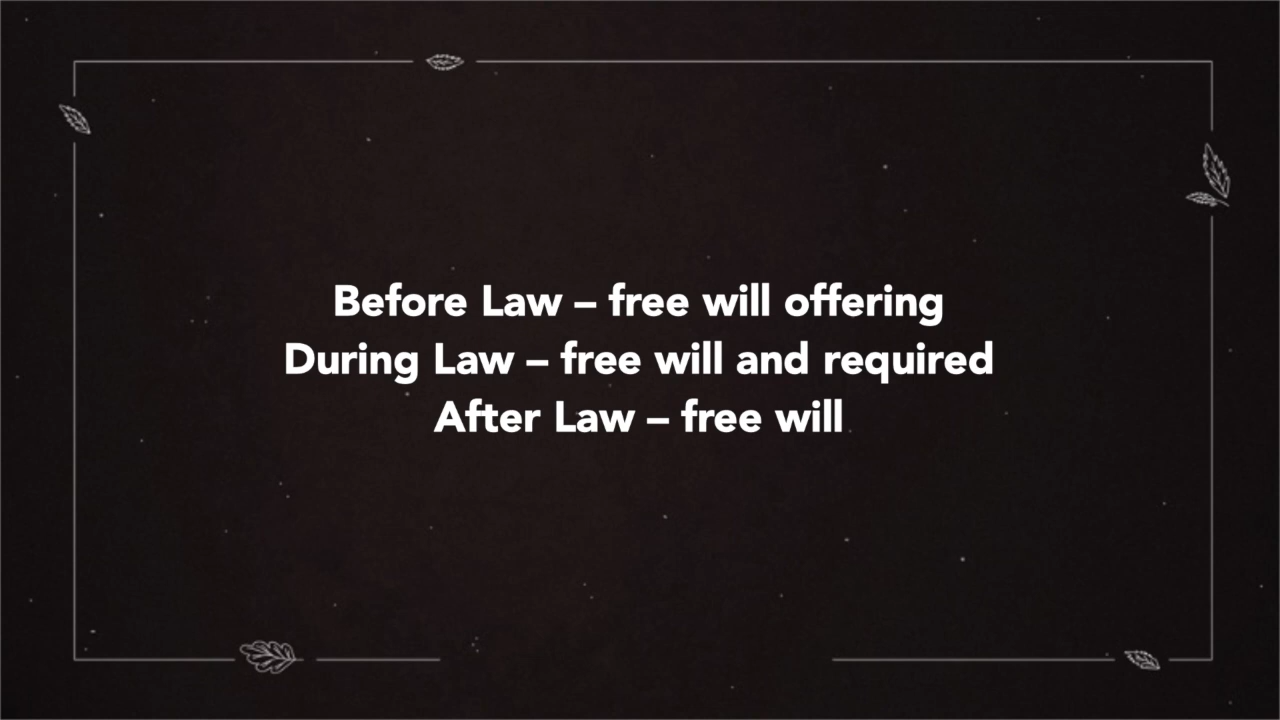 Before Law – free will offering
During Law – free will and required
After Law – free will